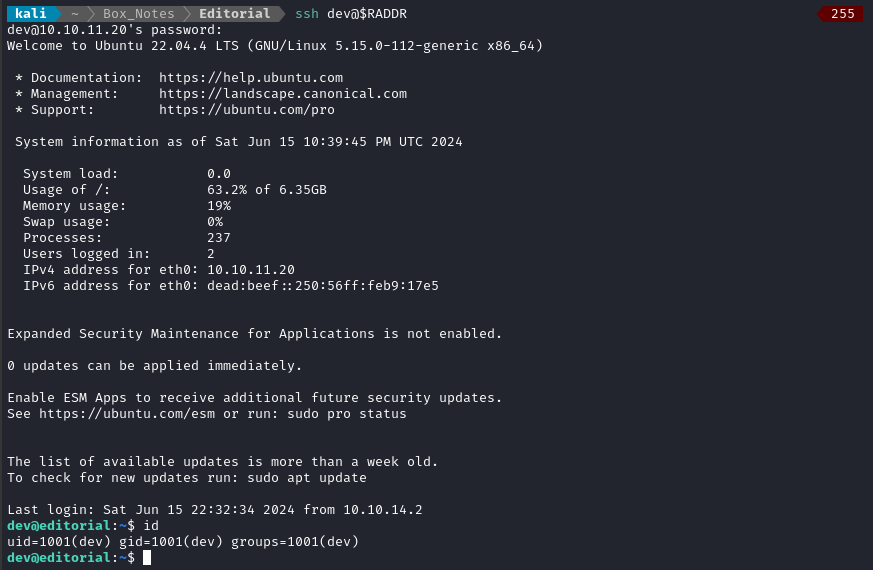 kali ~ Box_Notes Editorial ssh dev@$RADDR 255
dev@10.10.11.20's password:
Welcome to Ubuntu 22.04.4 LTS (GNU/Linux 5.15.0-112-generic x86_64)
* Documentation: https://help.ubuntu.com
* Management: https://landscape.canonical.com
* Support: https://ubuntu.com/pro
System information as of Sat Jun 15 10:39:45 PM UTC 2024
System load: 0.0
Usage of /: 63.2% of 6.35GB
Memory usage: 19%
Swap usage: 0%
Processes: 237
Users logged in: 2
IPv4 address for eth0: 10.10.11.20
IPv6 address for eth0: dead:beef::250:56ff:feb9:17e5
Expanded Security Maintenance for Applications is not enabled.
0 updates can be applied immediately.
Enable ESM Apps to receive additional future security updates.
See https://ubuntu.com/esm or run: sudo pro status
The list of available updates is more than a week old.
To check for new updates run: sudo apt update
Last login: Sat Jun 15 22:32:34 2024 from 10.10.14.2
dev@editorial:~$ id
uid=1001(dev) gid=1001(dev) groups=1001(dev)
dev@editorial:~$